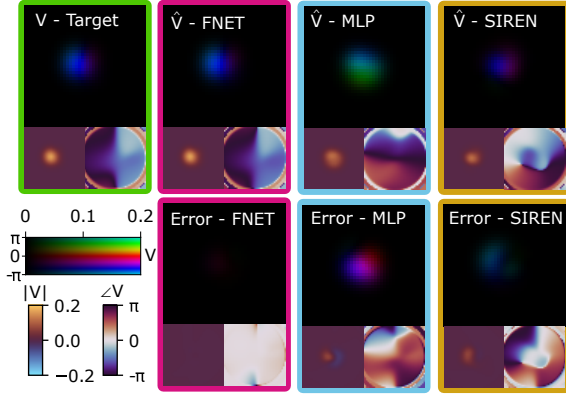 V - Target
V̂ - FNET
V̂ - MLP
V̂ - SIREN
Error - FNET
Error - MLP
Error - SIREN
0 0.1 0.2
π
0
-π
V
|V| ∠V
0.2 π
0.0 0
−0.2 -π